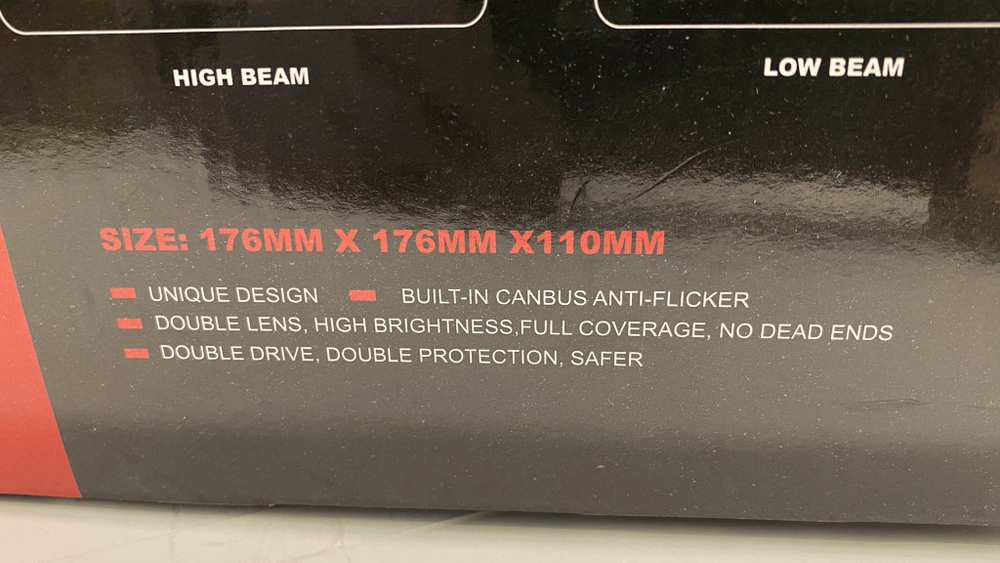 HIGH BEAM LOW BEAM
SIZE: 176MM X 176MM X110MM
UNIQUE DESIGN BUILT-IN CANBUS ANTI-FLICKER
DOUBLE LENS, HIGH BRIGHTNESS,FULL COVERAGE, NO DEAD ENDS
DOUBLE DRIVE, DOUBLE PROTECTION, SAFER